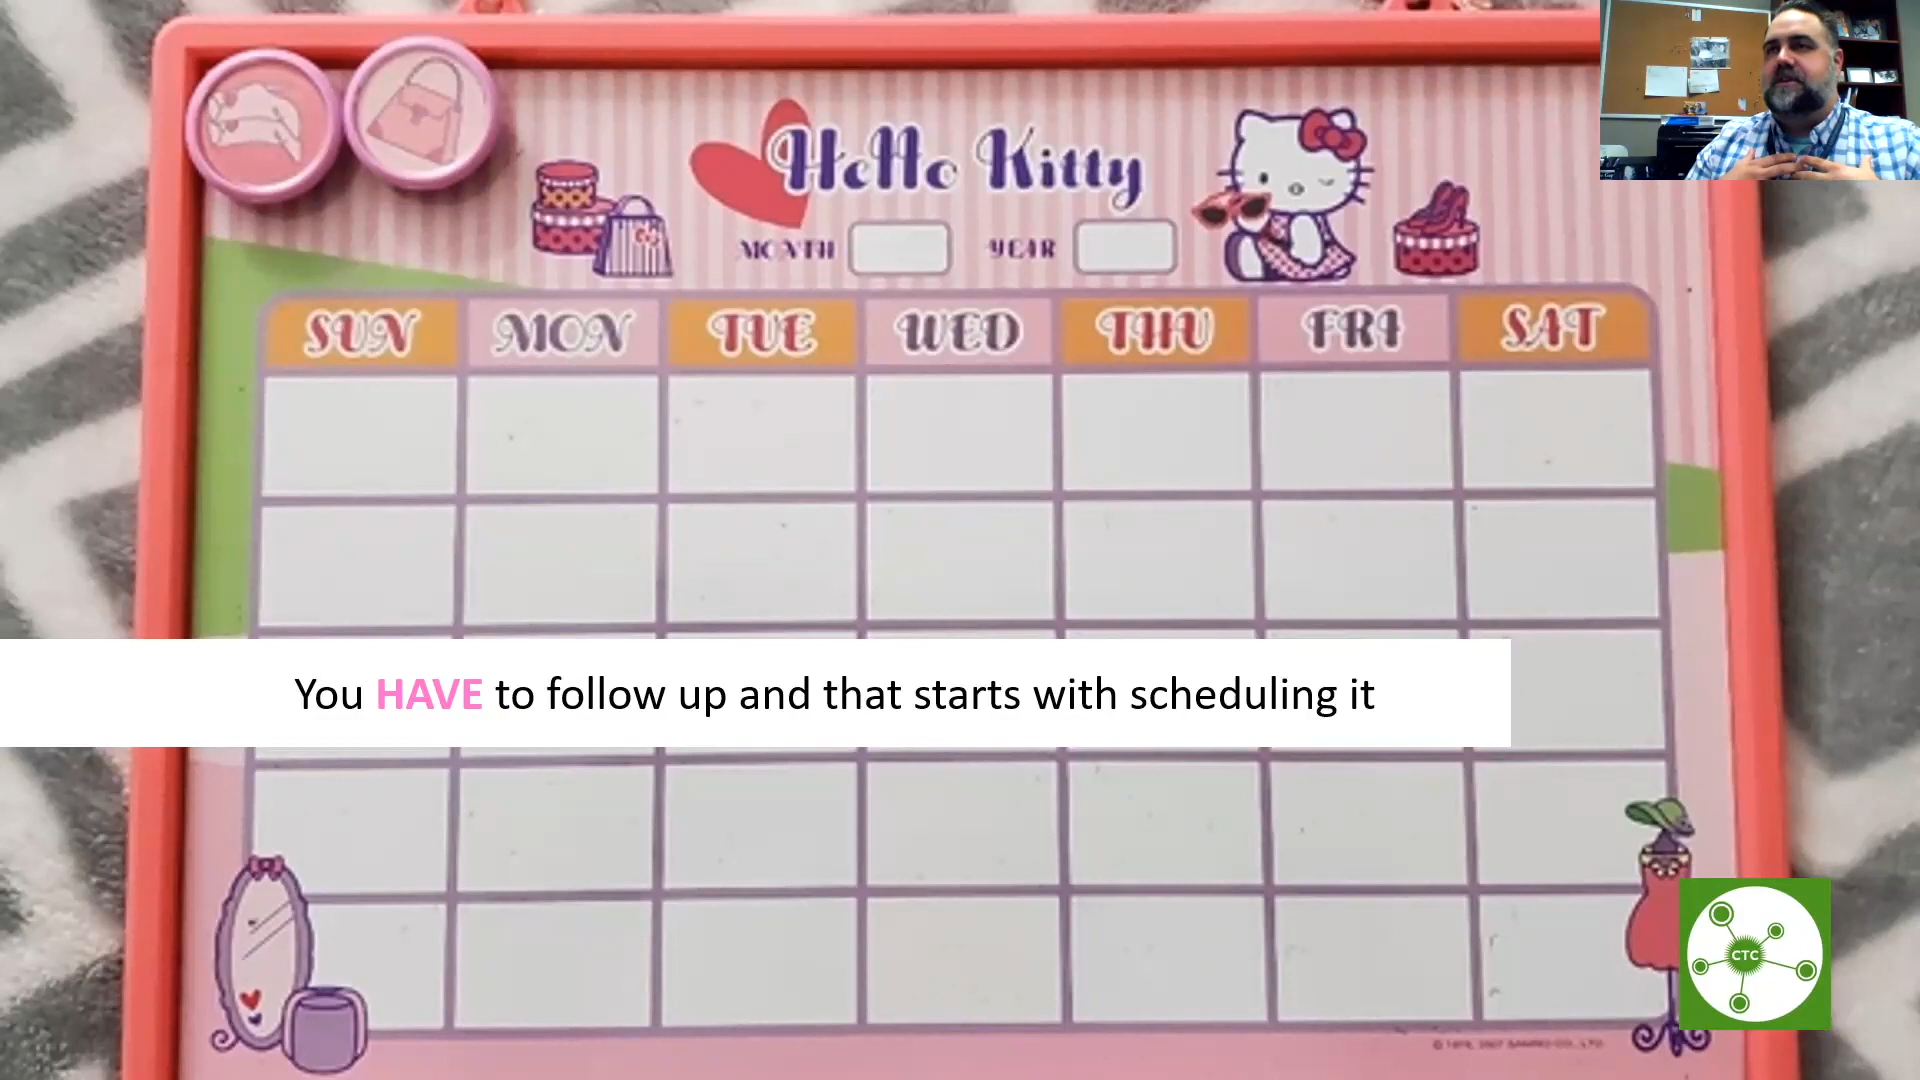 Hello Kitty
MONTH YEAR
SUN MON TUE WED THU FRI SAT
You HAVE to follow up and that starts with scheduling it
CTC